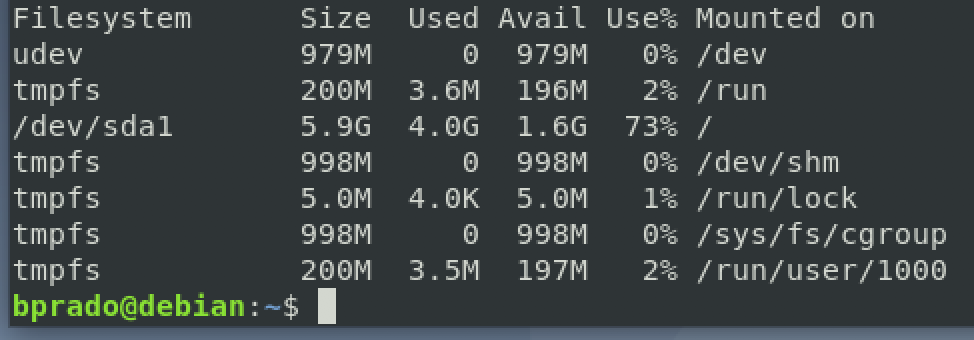 Filesystem      Size  Used Avail Use% Mounted on
udev            979M     0  979M   0% /dev
tmpfs           200M  3.6M  196M   2% /run
/dev/sda1       5.9G  4.0G  1.6G  73% /
tmpfs           998M     0  998M   0% /dev/shm
tmpfs           5.0M  4.0K  5.0M   1% /run/lock
tmpfs           998M     0  998M   0% /sys/fs/cgroup
tmpfs           200M  3.5M  197M   2% /run/user/1000
bprado@debian:~$